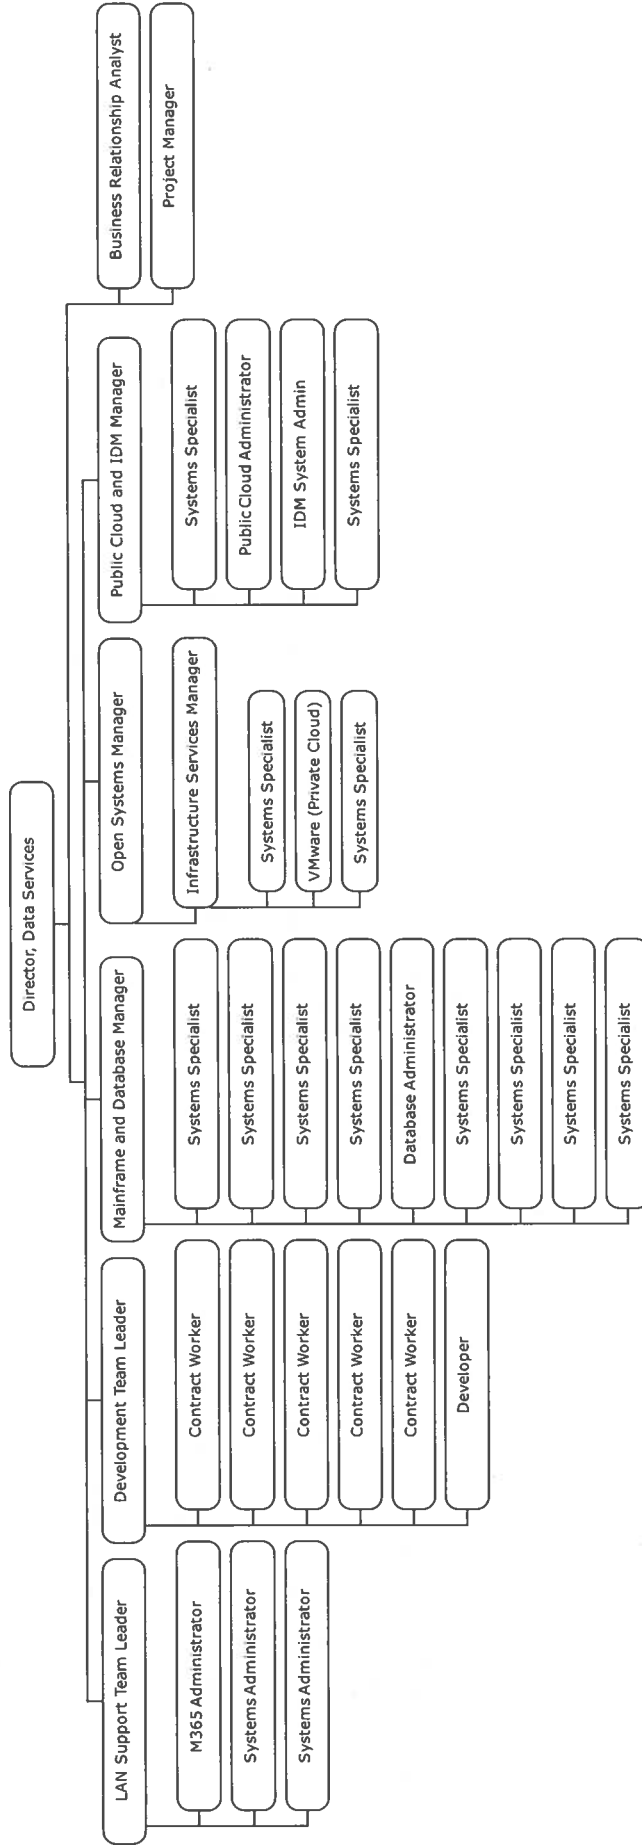 Director, Data Services
LAN Support Team Leader
M365 Administrator
Systems Administrator
Systems Administrator
Development Team Leader
Contract Worker
Contract Worker
Contract Worker
Contract Worker
Contract Worker
Developer
Mainframe and Database Manager
Systems Specialist
Systems Specialist
Systems Specialist
Systems Specialist
Database Administrator
Systems Specialist
Systems Specialist
Systems Specialist
Systems Specialist
Open Systems Manager
Infrastructure Services Manager
Systems Specialist
VMware (Private Cloud)
Systems Specialist
Public Cloud and IDM Manager
Systems Specialist
Public Cloud Administrator
IDM System Admin
Systems Specialist
Business Relationship Analyst
Project Manager